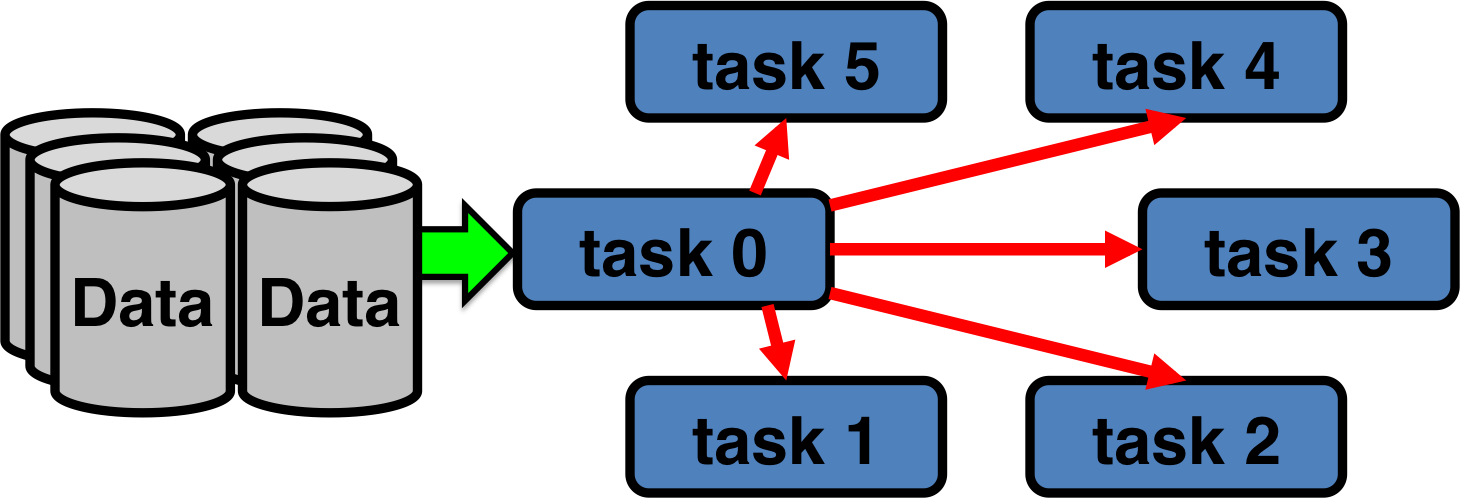 task 5
task 4
Data
Data
task 0
task 3
task 1
task 2